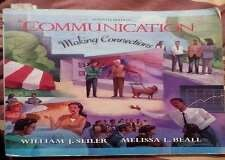 COMMUNICATION
Making Connections
WILLIAM J. SEILER MELISSA L. BEALL